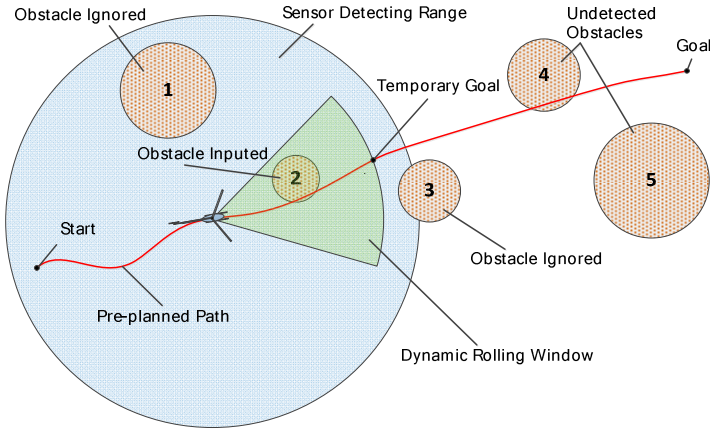 Obstacle Ignored
Sensor Detecting Range
Undetected
Obstacles
Goal
1
4
Temporary Goal
Obstacle Inputed
2
3
5
Start
Obstacle Ignored
Pre-planned Path
Dynamic Rolling Window